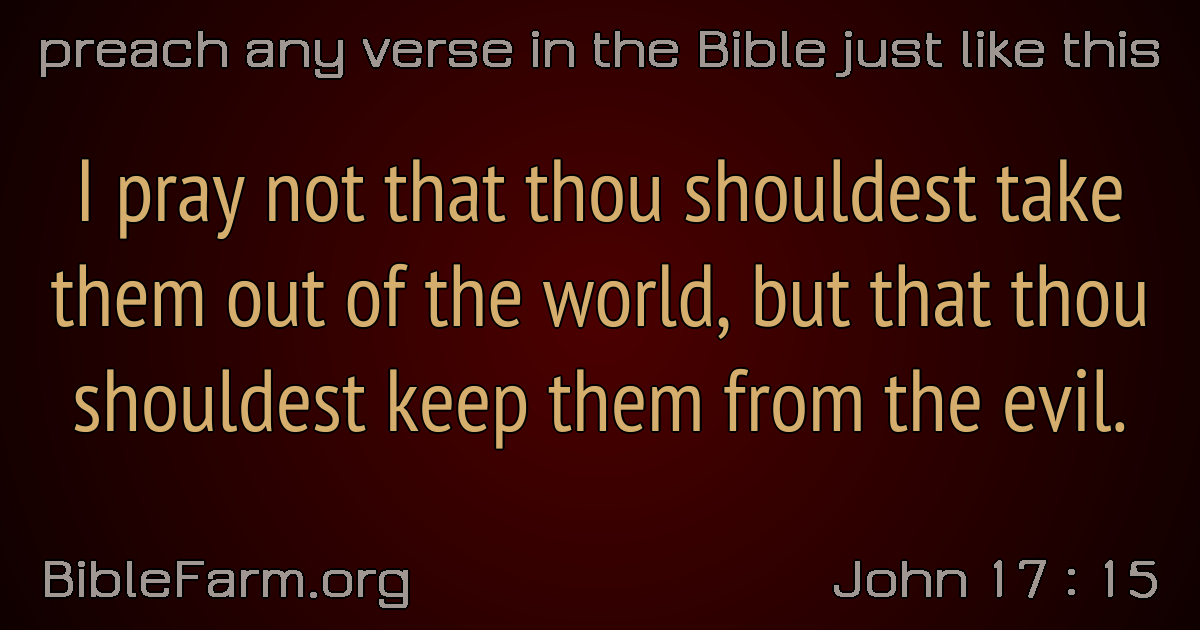 preach any verse in the Bible just like this
I pray not that thou shouldest take
them out of the world, but that thou
shouldest keep them from the evil.
BibleFarm.org
John 17 : 15